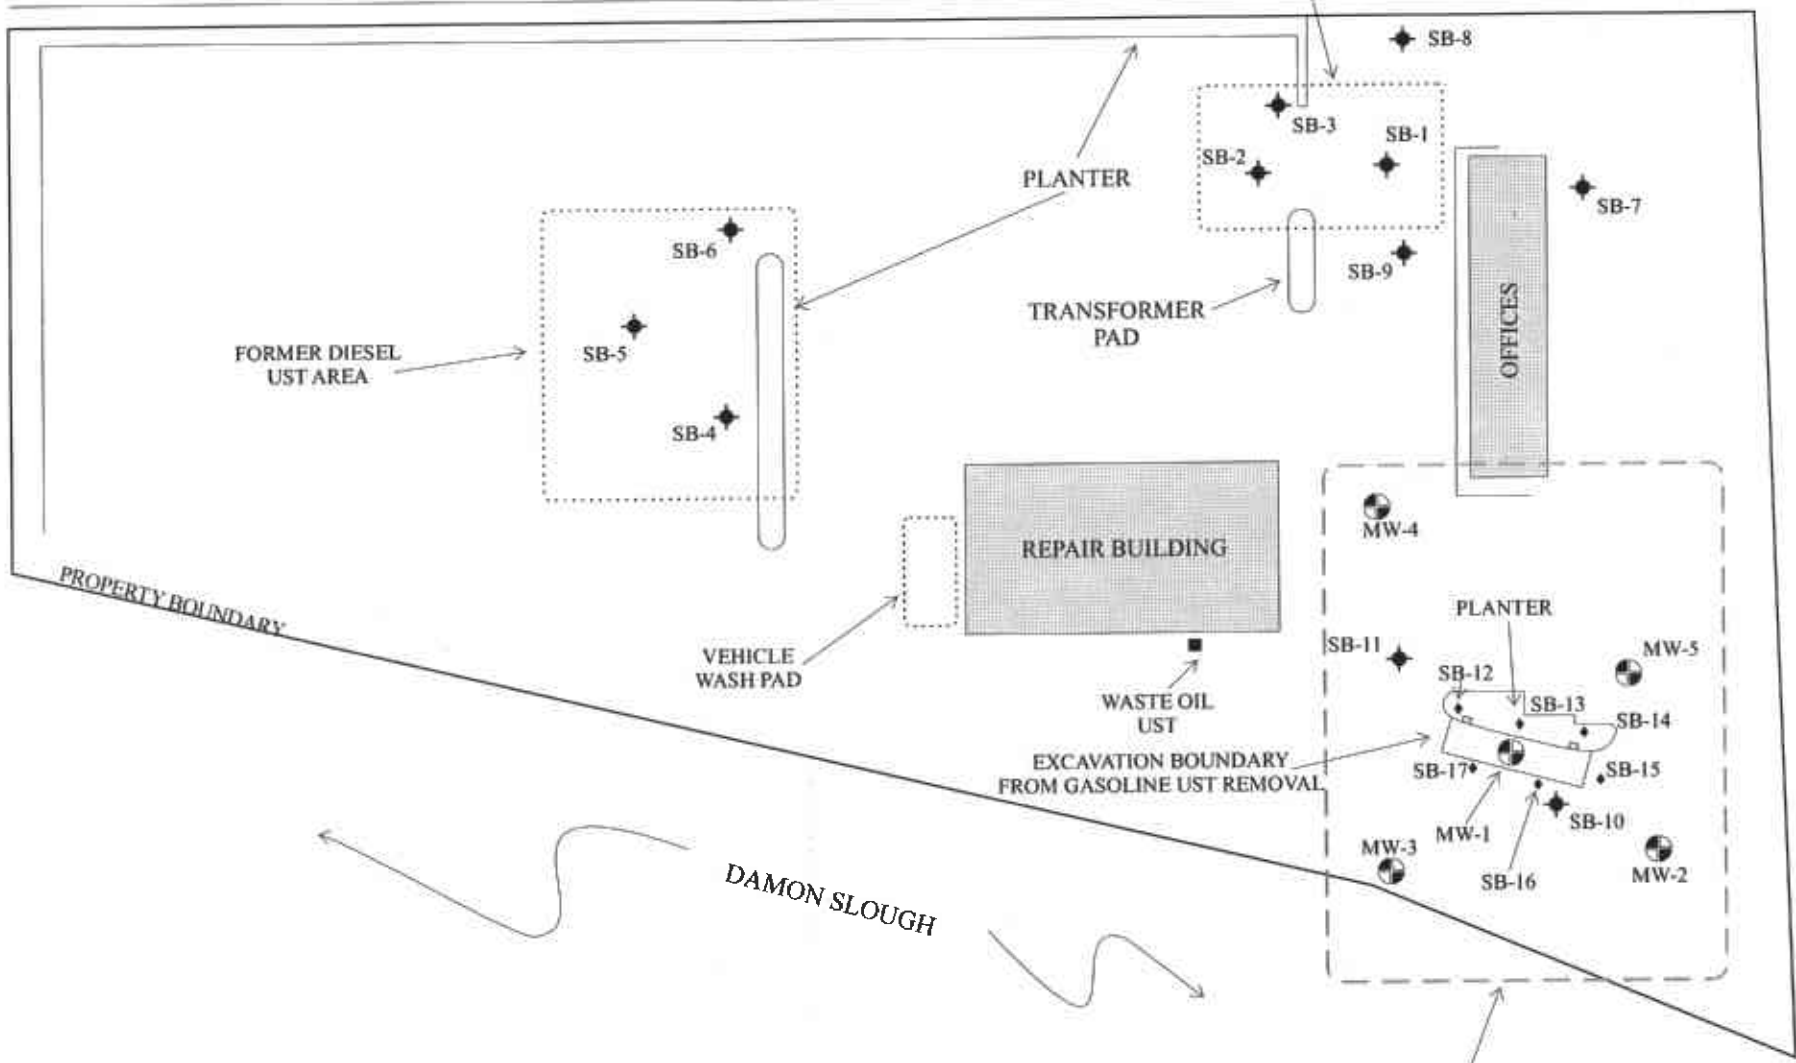 SB-8
SB-3
SB-1
SB-2
PLANTER
SB-7
SB-6
SB-9
TRANSFORMER
PAD
OFFICES
FORMER DIESEL
UST AREA
SB-5
SB-4
MW-4
REPAIR BUILDING
PROPERTY BOUNDARY
PLANTER
VEHICLE
WASH PAD
SB-11
MW-5
SB-12
WASTE OIL
UST
SB-13
SB-14
EXCAVATION BOUNDARY
FROM GASOLINE UST REMOVAL
SB-17
SB-15
SB-10
MW-1
MW-3
SB-16
MW-2
DAMON SLOUGH